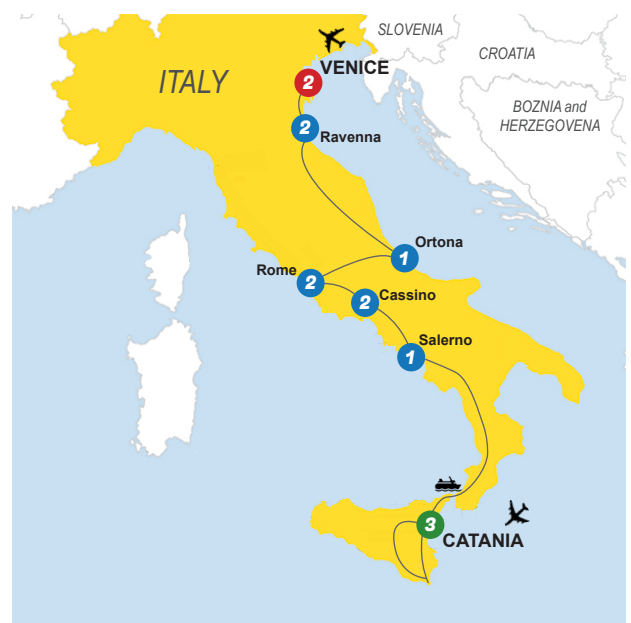 SLOVENIA
CROATIA
VENICE
ITALY
2
BOZNIA and
HERZEGOVENA
2
Ravenna
Ortona
1
Rome
2
2
Cassino
Salerno
1
3
CATANIA